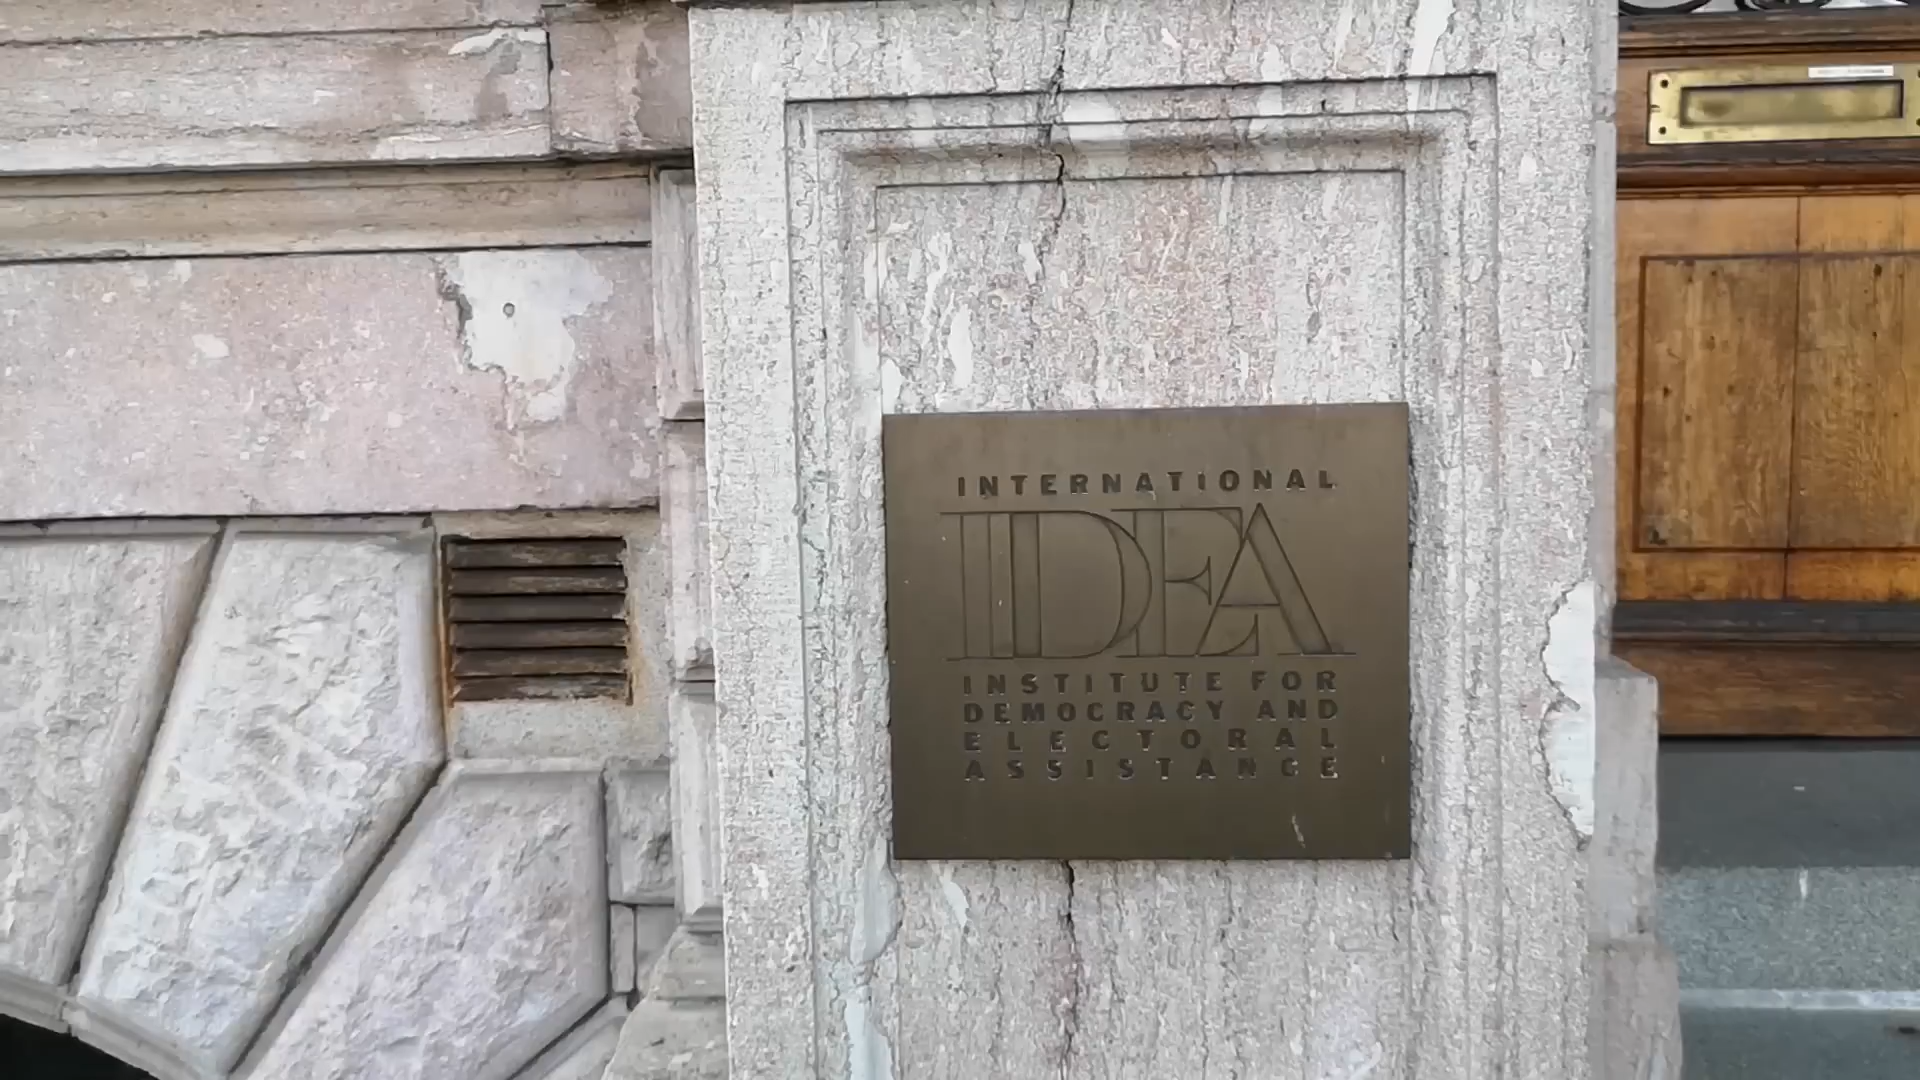 INTERNATIONAL
IDEA
INSTITUTE FOR
DEMOCRACY AND
ELECTORAL
ASSISTANCE